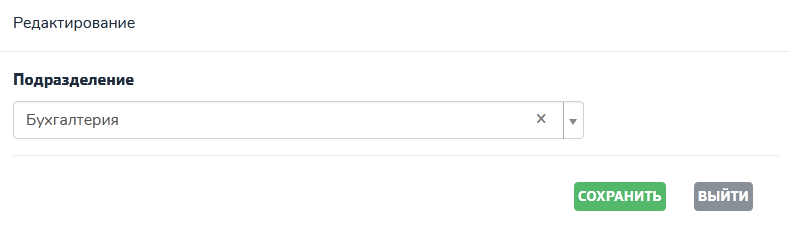 Редактирование
Подразделение
Бухгалтерия ×
СОХРАНИТЬ ВЫЙТИ